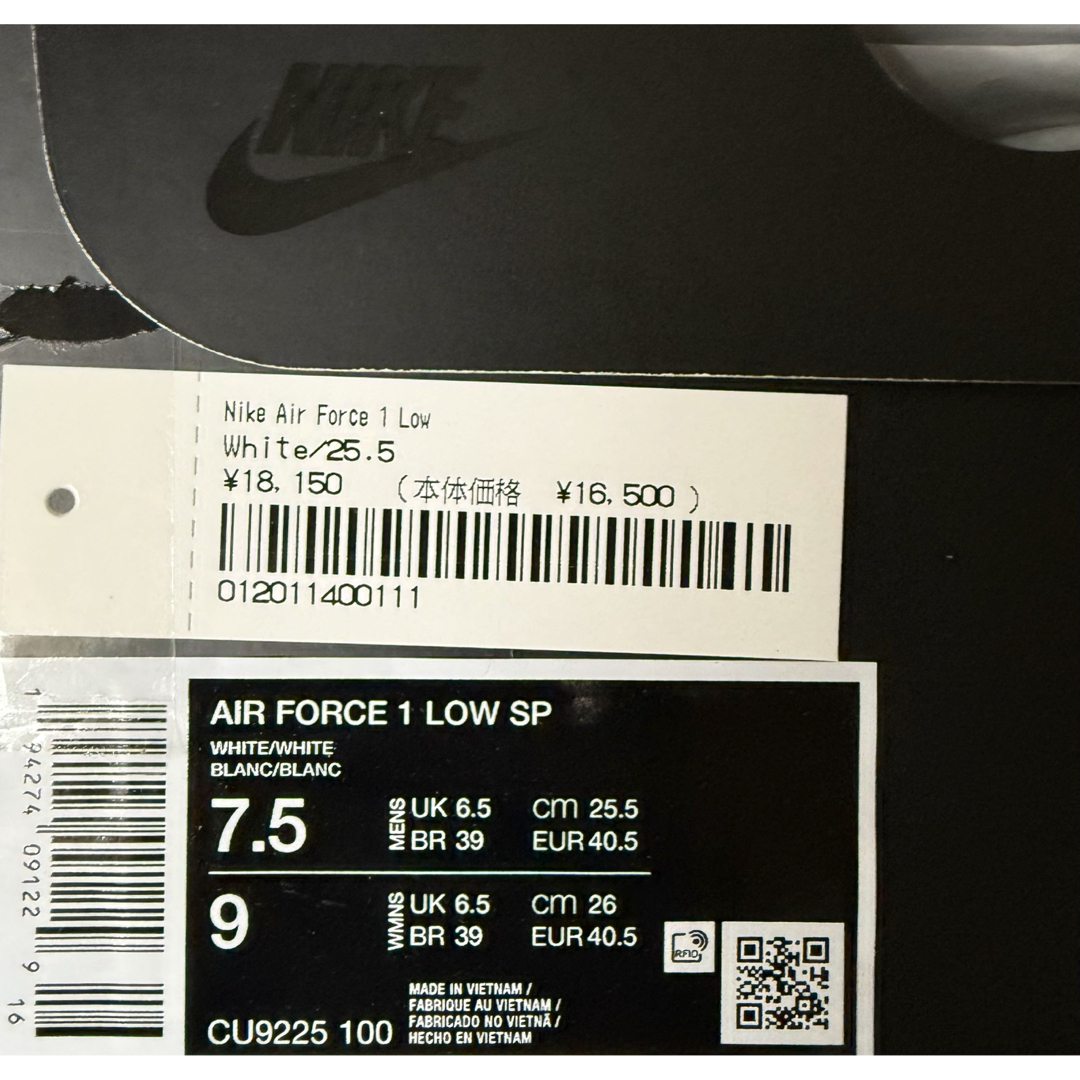 NIKE
Nike Air Force 1 Low
White/25.5
¥18,150 (本体価格 ¥16,500)
012011400111
AIR FORCE 1 LOW SP
WHITE/WHITE
BLANC/BLANC
7.5 MENS UK 6.5 CM 25.5
BR 39 EUR 40.5
9 WMNS UK 6.5 CM 26
BR 39 EUR 40.5
RFID
MADE IN VIETNAM /
FABRIQUE AU VIETNAM /
FABRICADO NO VIETNÃ /
HECHO EN VIETNAM
CU9225 100
1 94274 09122 9 16